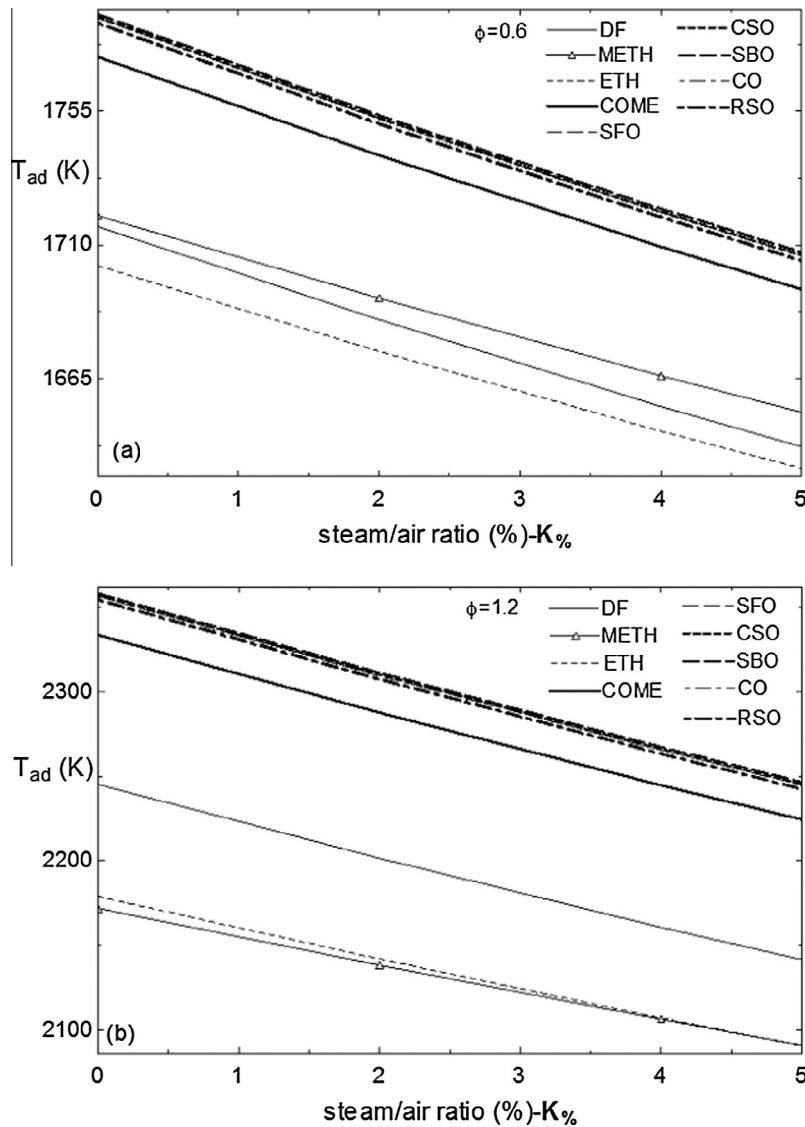 ϕ=0.6
DF
METH
ETH
COME
SFO
CSO
SBO
CO
RSO
1755
T_ad (K)
1710
1665
(a)
0 1 2 3 4 5
steam/air ratio (%)-K%
ϕ=1.2
DF
METH
ETH
COME
SFO
CSO
SBO
CO
RSO
2300
T_ad (K)
2200
2100
(b)
0 1 2 3 4 5
steam/air ratio (%)-K%